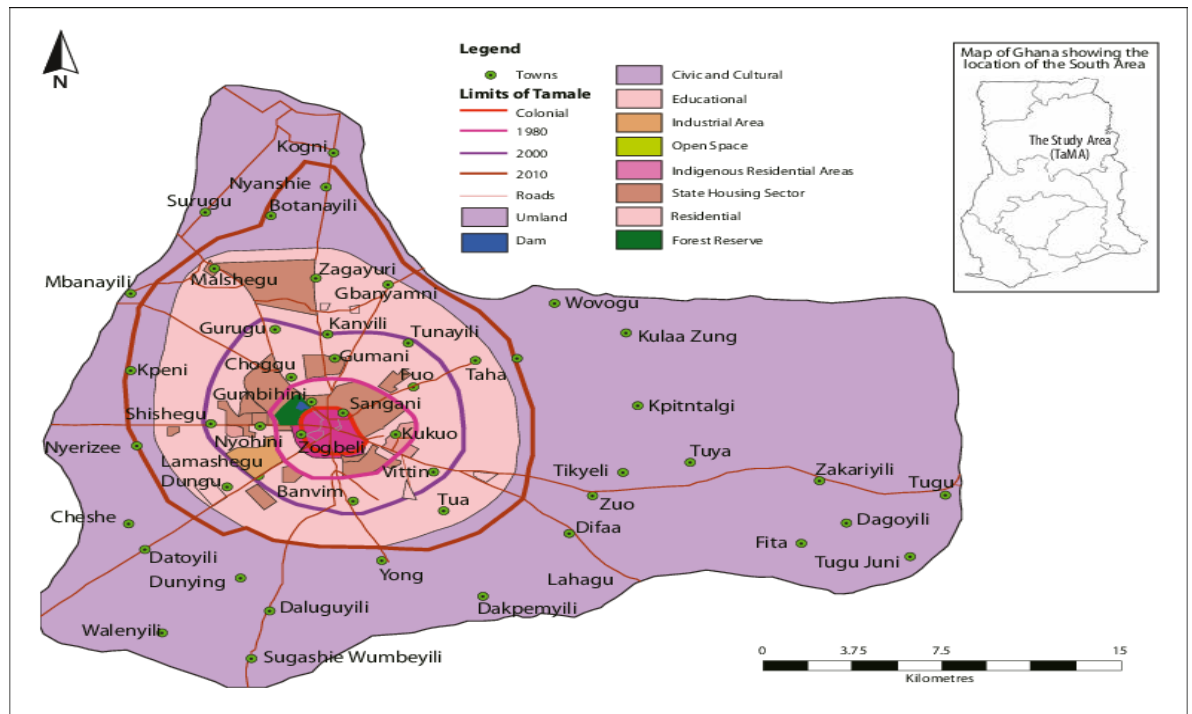 N
Legend
Towns
Limits of Tamale
Colonial
1980
2000
2010
Roads
Umland
Dam
Civic and Cultural
Educational
Industrial Area
Open Space
Indigenous Residential Areas
State Housing Sector
Residential
Forest Reserve
Map of Ghana showing the
location of the South Area
The Study Area
(TaMA)
Kogni
Nyanshie
Surugu
Botanayili
Malshegu
Zagayuri
Mbanayili
Gbanyamni
Wovogu
Gurugu
Kanvili
Tunayili
Kulaa Zung
Gumani
Choggu
Kpeni
Fuo
Taha
Gumbihini
Sangani
Kpitntalgi
Shishegu
Nyohini
Kukuo
Zogbeli
Nyerizee
Lamashegu
Vittin
Tikyeli
Tuya
Zakariyili
Dungu
Banvim
Tugu
Tua
Zuo
Cheshe
Difaa
Dagoyili
Fita
Datoyili
Tugu Juni
Yong
Dunying
Lahagu
Daluguyili
Dakpemyili
Walenyili
Sugashie Wumbeyili
0 3.75 7.5 15
Kilometres